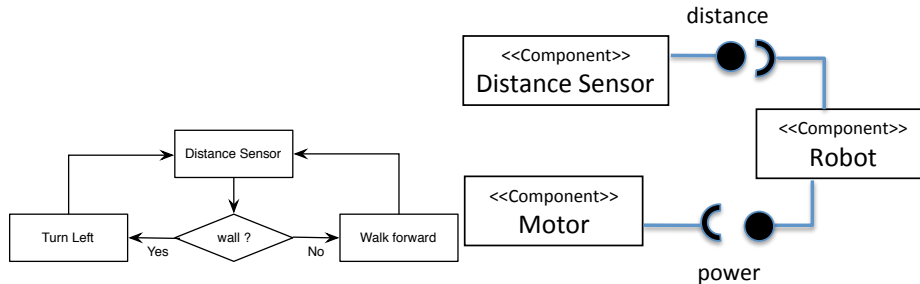 Distance Sensor
wall ?
Turn Left
Yes
No
Walk forward
distance
<<Component>>
Distance Sensor
<<Component>>
Robot
<<Component>>
Motor
power